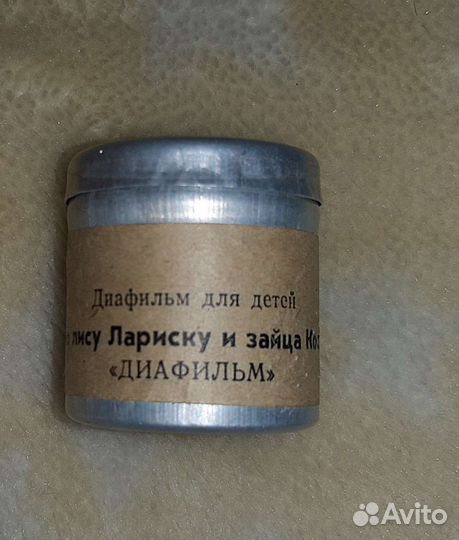 Диафильм для детей
лису Лариску и зайца
«ДИАФИЛЬМ»
Avito